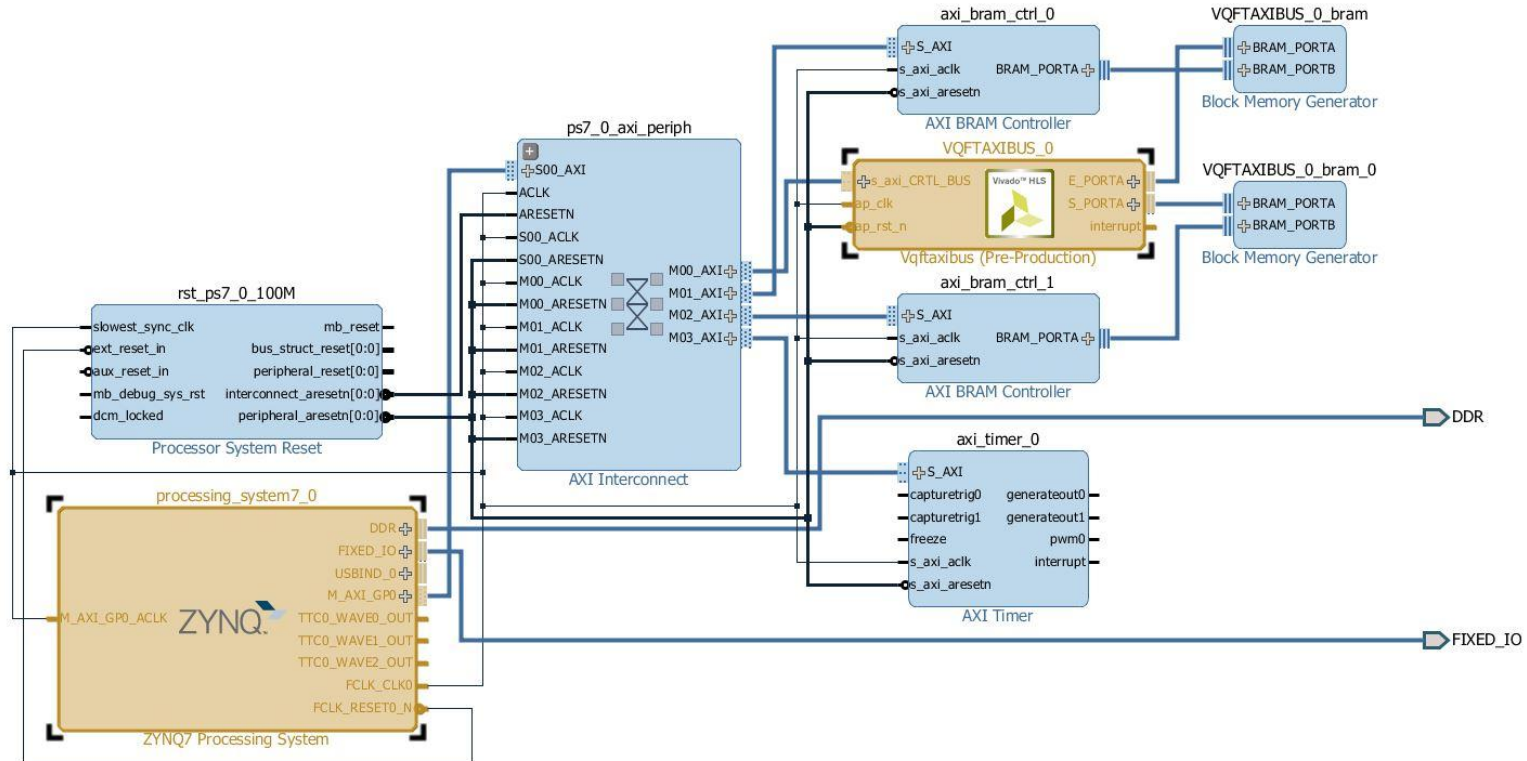 axi_bram_ctrl_0
S_AXI
s_axi_aclk
s_axi_aresetn
BRAM_PORTA
AXI BRAM Controller
VQFTAXIBUS_0_bram
BRAM_PORTA
BRAM_PORTB
Block Memory Generator
ps7_0_axi_periph
S00_AXI
ACLK
ARESETN
S00_ACLK
S00_ARESETN
M00_ACLK
M00_ARESETN
M01_ACLK
M01_ARESETN
M02_ACLK
M02_ARESETN
M03_ACLK
M03_ARESETN
M00_AXI
M01_AXI
M02_AXI
M03_AXI
AXI Interconnect
VQFTAXIBUS_0
s_axi_CRTL_BUS
ap_clk
ap_rst_n
Vivado™ HLS
E_PORTA
S_PORTA
interrupt
Vqftaxibus (Pre-Production)
VQFTAXIBUS_0_bram_0
BRAM_PORTA
BRAM_PORTB
Block Memory Generator
axi_bram_ctrl_1
S_AXI
s_axi_aclk
s_axi_aresetn
BRAM_PORTA
AXI BRAM Controller
rst_ps7_0_100M
slowest_sync_clk
ext_reset_in
aux_reset_in
mb_debug_sys_rst
dcm_locked
mb_reset
bus_struct_reset[0:0]
peripheral_reset[0:0]
interconnect_aresetn[0:0]
peripheral_aresetn[0:0]
Processor System Reset
DDR
axi_timer_0
S_AXI
capturetrig0
capturetrig1
freeze
s_axi_aclk
s_axi_aresetn
generateout0
generateout1
pwm0
interrupt
AXI Timer
processing_system7_0
M_AXI_GP0_ACLK
ZYNQ
DDR
FIXED_IO
USBIND_0
M_AXI_GP0
TTC0_WAVE0_OUT
TTC0_WAVE1_OUT
TTC0_WAVE2_OUT
FCLK_CLK0
FCLK_RESET0_N
ZYNQ7 Processing System
FIXED_IO